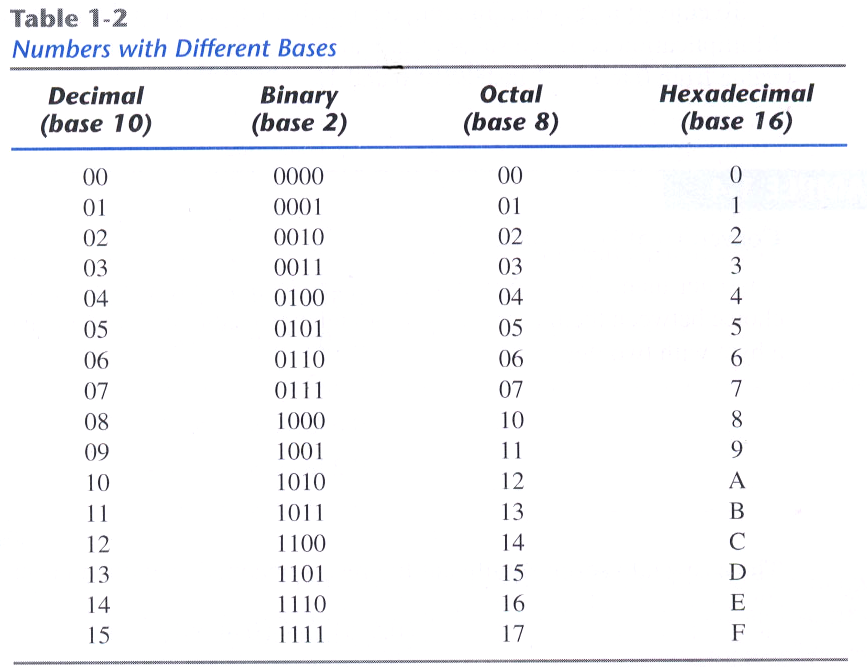 Table 1-2
Numbers with Different Bases
Decimal Binary Octal Hexadecimal
(base 10) (base 2) (base 8) (base 16)
00 0000 00 0
01 0001 01 1
02 0010 02 2
03 0011 03 3
04 0100 04 4
05 0101 05 5
06 0110 06 6
07 0111 07 7
08 1000 10 8
09 1001 11 9
10 1010 12 A
11 1011 13 B
12 1100 14 C
13 1101 15 D
14 1110 16 E
15 1111 17 F